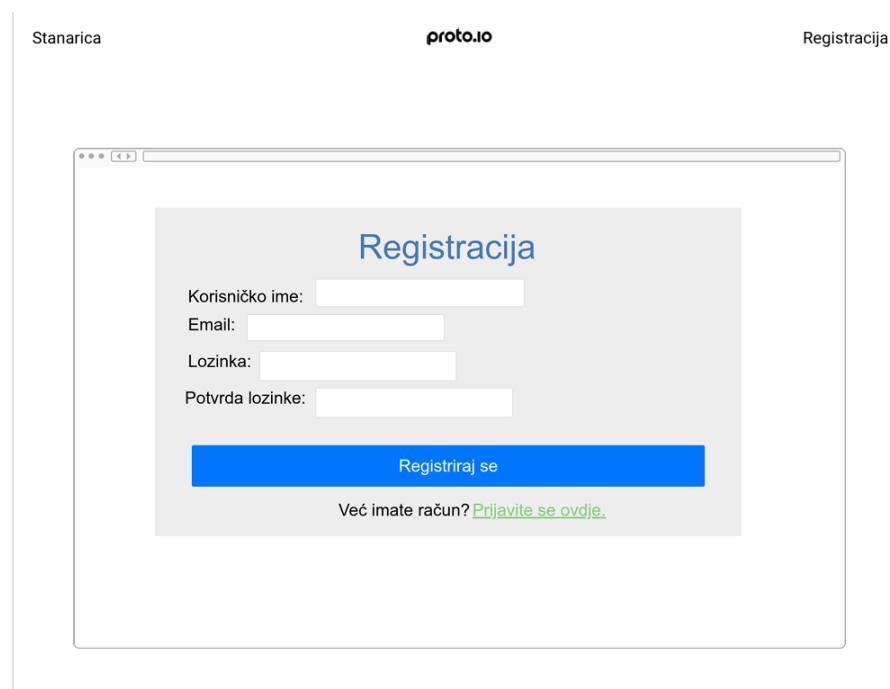 Stanarica proto.io Registracija
Registracija
Korisničko ime:
Email:
Lozinka:
Potvrda lozinke:
Registriraj se
Već imate račun? Prijavite se ovdje.